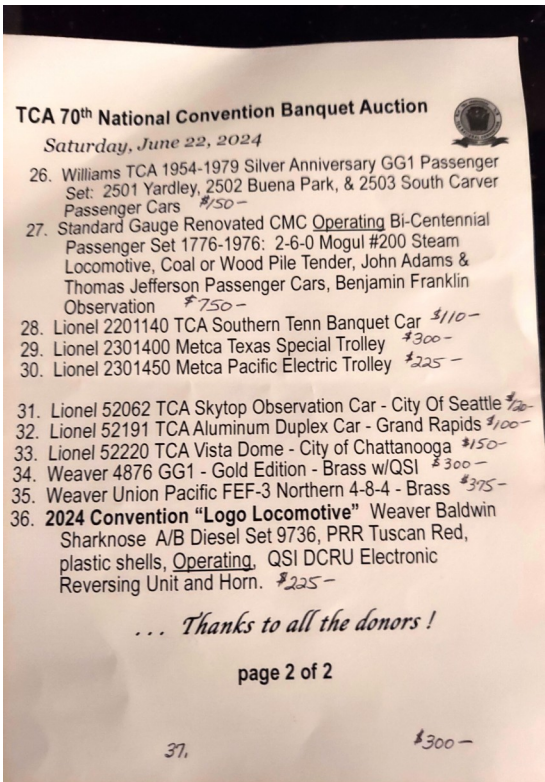 TCA 70th National Convention Banquet Auction
Saturday, June 22, 2024
26. Williams TCA 1954-1979 Silver Anniversary GG1 Passenger
Set: 2501 Yardley, 2502 Buena Park, & 2503 South Carver
Passenger Cars $150-
27. Standard Gauge Renovated CMC Operating Bi-Centennial
Passenger Set 1776-1976: 2-6-0 Mogul #200 Steam
Locomotive, Coal or Wood Pile Tender, John Adams &
Thomas Jefferson Passenger Cars, Benjamin Franklin
Observation $750-
28. Lionel 2201140 TCA Southern Tenn Banquet Car $110-
29. Lionel 2301400 Metca Texas Special Trolley $300-
30. Lionel 2301450 Metca Pacific Electric Trolley $225-
31. Lionel 52062 TCA Skytop Observation Car - City Of Seattle
32. Lionel 52191 TCA Aluminum Duplex Car - Grand Rapids $100-
33. Lionel 52220 TCA Vista Dome - City of Chattanooga $150-
34. Weaver 4876 GG1 - Gold Edition - Brass w/QSI $300-
35. Weaver Union Pacific FEF-3 Northern 4-8-4 - Brass $375-
36. 2024 Convention “Logo Locomotive” Weaver Baldwin
Sharknose A/B Diesel Set 9736, PRR Tuscan Red,
plastic shells, Operating, QSI DCRU Electronic
Reversing Unit and Horn. $225-
... Thanks to all the donors !
page 2 of 2
37. $300-